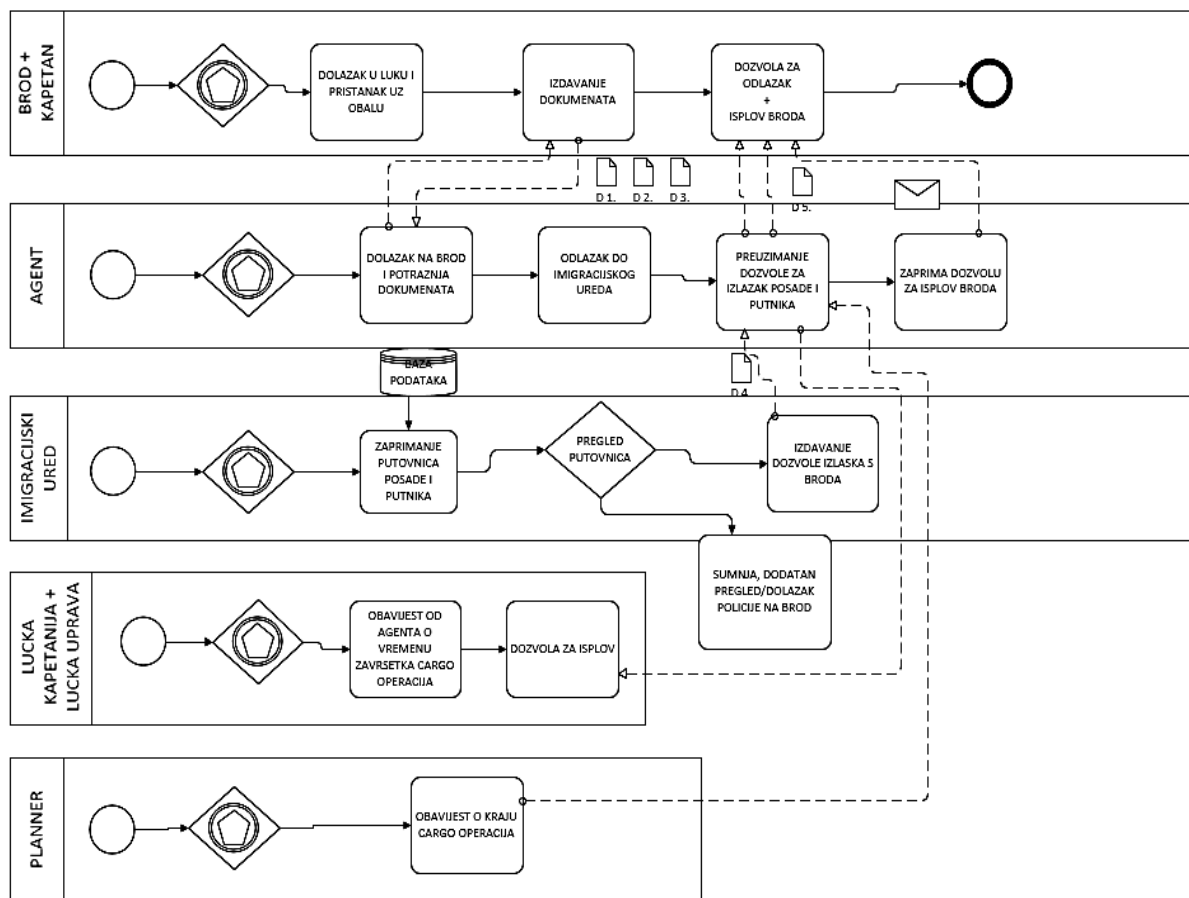 BROD +
KAPETAN
DOLAZAK U LUKU I
PRISTANAK UZ
OBALU
IZDAVANJE
DOKUMENATA
DOZVOLA ZA
ODLAZAK
+
ISPLOV BRODA
D 1.
D 2.
D 3.
D 5.
AGENT
DOLAZAK NA BROD
I POTRAZNJA
DOKUMENATA
ODLAZAK DO
IMIGRACIJSKOG
UREDA
PREUZIMANJE
DOZVOLE ZA
IZLAZAK POSADE I
PUTNIKA
ZAPRIMA DOZVOLU
ZA ISPLOV BRODA
BAZA
PODATAKA
D 4.
IMIGRACIJSKI
URED
ZAPRIMANJE
PUTOVNICA
POSADE I
PUTNIKA
PREGLED
PUTOVNICA
IZDAVANJE
DOZVOLE IZLASKA S
BRODA
SUMNJA, DODATAN
PREGLED/DOLAZAK
POLICIJE NA BROD
LUCKA
KAPETANIJA +
LUCKA UPRAVA
OBAVIJEST OD
AGENTA O
VREMENU
ZAVRSETKA CARGO
OPERACIJA
DOZVOLA ZA ISPLOV
PLANNER
OBAVIJEST O KRAJU
CARGO OPERACIJA